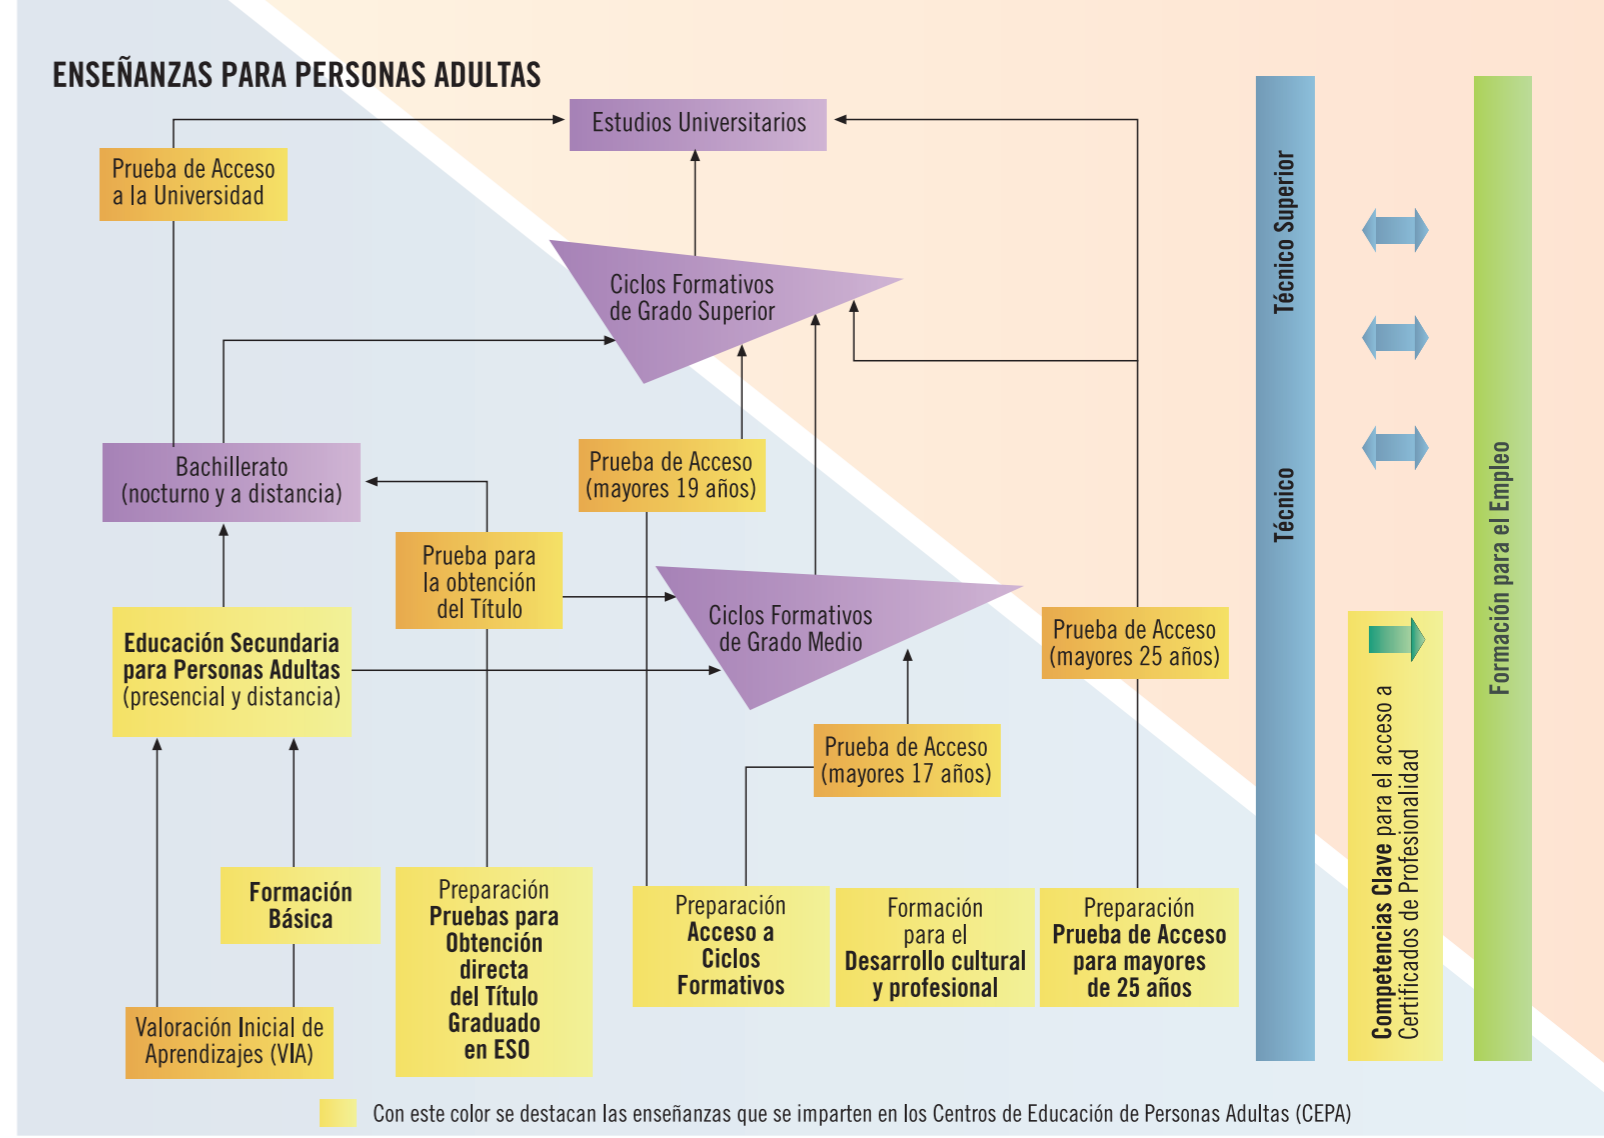 ENSEÑANZAS PARA PERSONAS ADULTAS
Estudios Universitarios
Prueba de Acceso
a la Universidad
Ciclos Formativos
de Grado Superior
Bachillerato
(nocturno y a distancia)
Prueba de Acceso
(mayores 19 años)
Prueba para
la obtención
del Título
Ciclos Formativos
de Grado Medio
Educación Secundaria
para Personas Adultas
(presencial y distancia)
Prueba de Acceso
(mayores 25 años)
Prueba de Acceso
(mayores 17 años)
Formación
Básica
Preparación
Pruebas para
Obtención
directa
del Título
Graduado
en ESO
Preparación
Acceso a
Ciclos
Formativos
Formación
para el
Desarrollo cultural
y profesional
Preparación
Prueba de Acceso
para mayores
de 25 años
Valoración Inicial de
Aprendizajes (VIA)
Técnico Superior
Técnico
Competencias Clave para el acceso a
Certificados de Profesionalidad
Formación para el Empleo
Con este color se destacan las enseñanzas que se imparten en los Centros de Educación de Personas Adultas (CEPA)